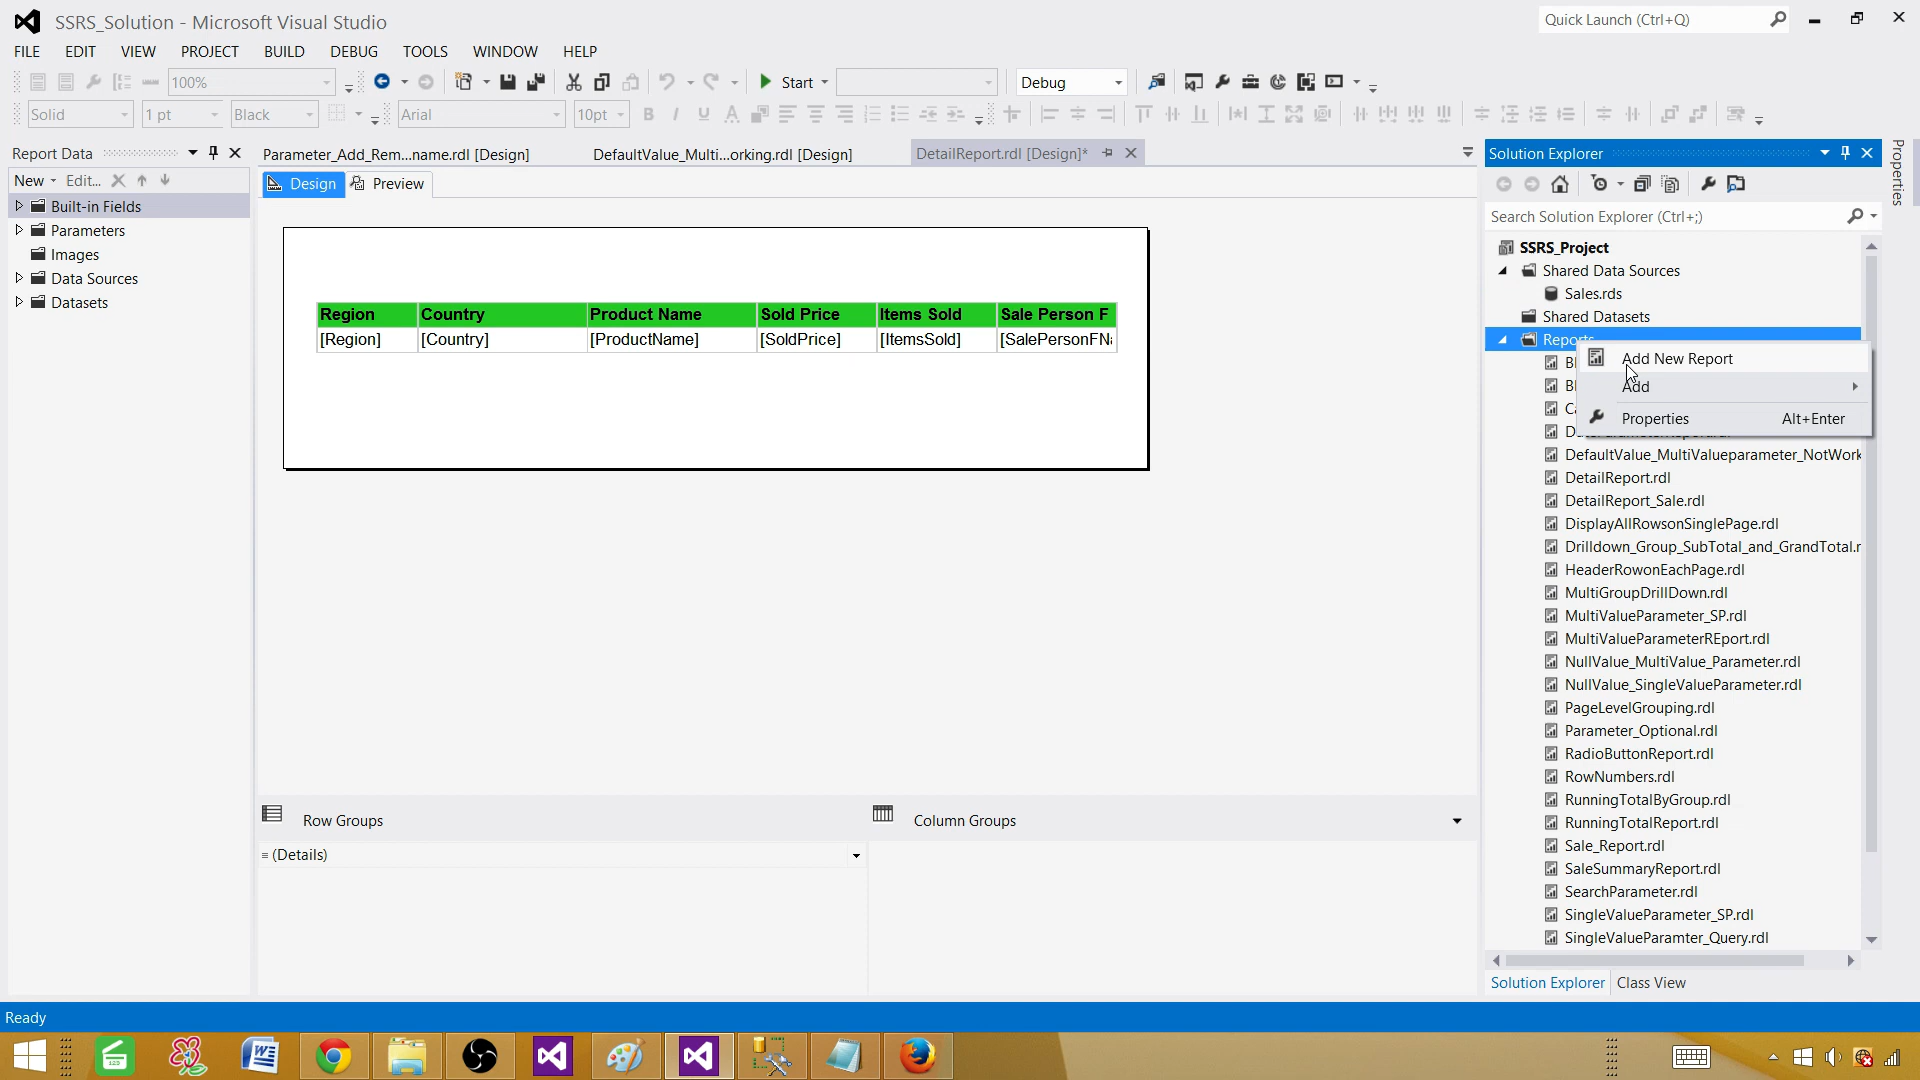 SSRS_Solution - Microsoft Visual Studio
Quick Launch (Ctrl+Q)
FILE EDIT VIEW PROJECT BUILD DEBUG TOOLS WINDOW HELP
100% Start Debug
Solid 1 pt Black Arial 10pt B I U A
Report Data
Parameter_Add_Rem...name.rdl [Design] DefaultValue_Multi...orking.rdl [Design] DetailReport.rdl [Design]*
Solution Explorer
Properties
New Edit...
Design Preview
Built-in Fields
Parameters
Images
Data Sources
Datasets
Region Country Product Name Sold Price Items Sold Sale Person F
[Region] [Country] [ProductName] [SoldPrice] [ItemsSold] [SalePersonFN
Row Groups
Column Groups
(Details)
Search Solution Explorer (Ctrl+;)
SSRS_Project
Shared Data Sources
Sales.rds
Shared Datasets
Reports
Add New Report
Add
Properties Alt+Enter
DefaultValue_MultiValueparameter_NotWork
DetailReport.rdl
DetailReport_Sale.rdl
DisplayAllRowsonSinglePage.rdl
Drilldown_Group_SubTotal_and_GrandTotal.r
HeaderRowonEachPage.rdl
MultiGroupDrillDown.rdl
MultiValueParameter_SP.rdl
MultiValueParameterREport.rdl
NullValue_MultiValue_Parameter.rdl
NullValue_SingleValueParameter.rdl
PageLevelGrouping.rdl
Parameter_Optional.rdl
RadioButtonReport.rdl
RowNumbers.rdl
RunningTotalByGroup.rdl
RunningTotalReport.rdl
Sale_Report.rdl
SaleSummaryReport.rdl
SearchParameter.rdl
SingleValueParameter_SP.rdl
SingleValueParamter_Query.rdl
Solution Explorer Class View
Ready